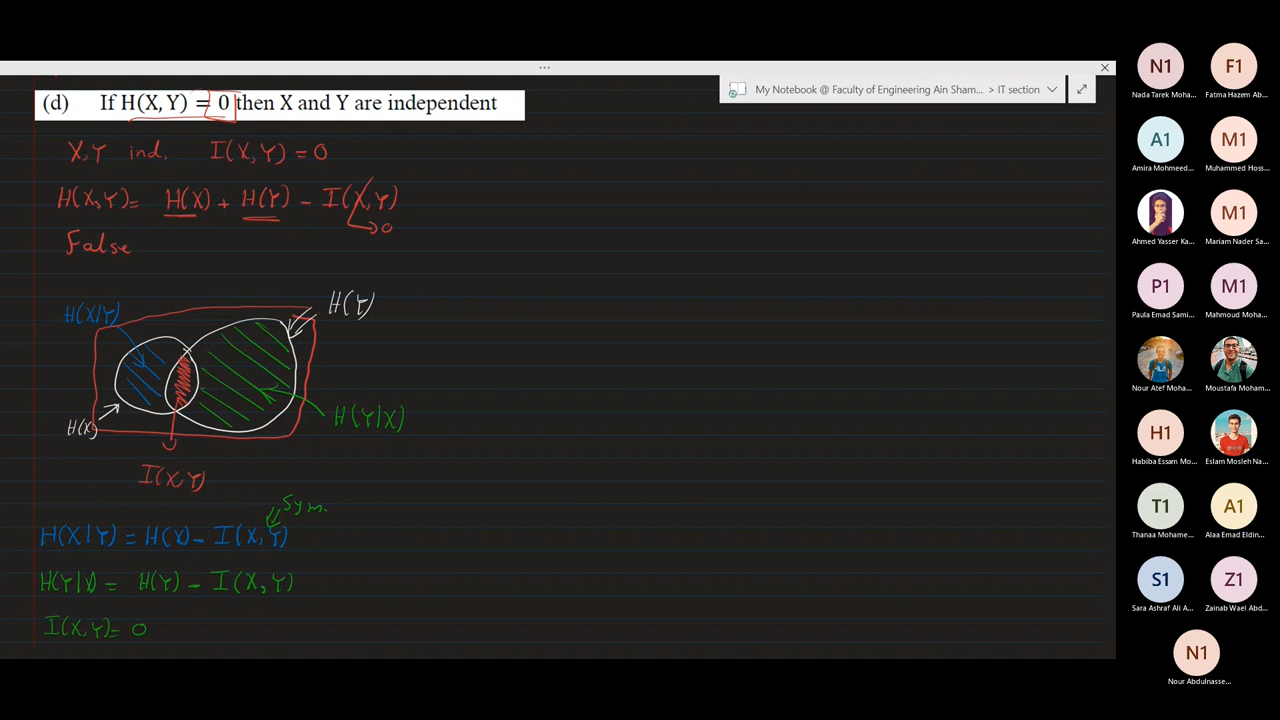 My Notebook @ Faculty of Engineering Ain Sham... > IT section
(d) If H(X, Y) = 0 then X and Y are independent
X,Y ind. I(X,Y) = 0
H(X,Y) = H(X) + H(Y) - I(X,Y)
→0
False
H(X|Y)
H(Y)
H(X)
H(Y|X)
I(X,Y)
Sym.
H(X|Y) = H(X) - I(X,Y)
H(Y|X) = H(Y) - I(X,Y)
I(X,Y) = 0
N1
Nada Tarek Moha...
F1
Fatma Hazem Ab...
A1
Amira Mohmeed...
M1
Muhammed Hoss...
Ahmed Yasser Ka...
M1
Mariam Nader Sa...
P1
Paula Emad Sami...
M1
Mahmoud Moha...
Nour Atef Moha...
Moustafa Moham...
H1
Habiba Essam Mo...
Eslam Mosleh Na...
T1
Thanaa Mohame...
A1
Alaa Emad Eldin...
S1
Sara Ashraf Ali A...
Z1
Zainab Wael Abd...
N1
Nour Abdulnasse...